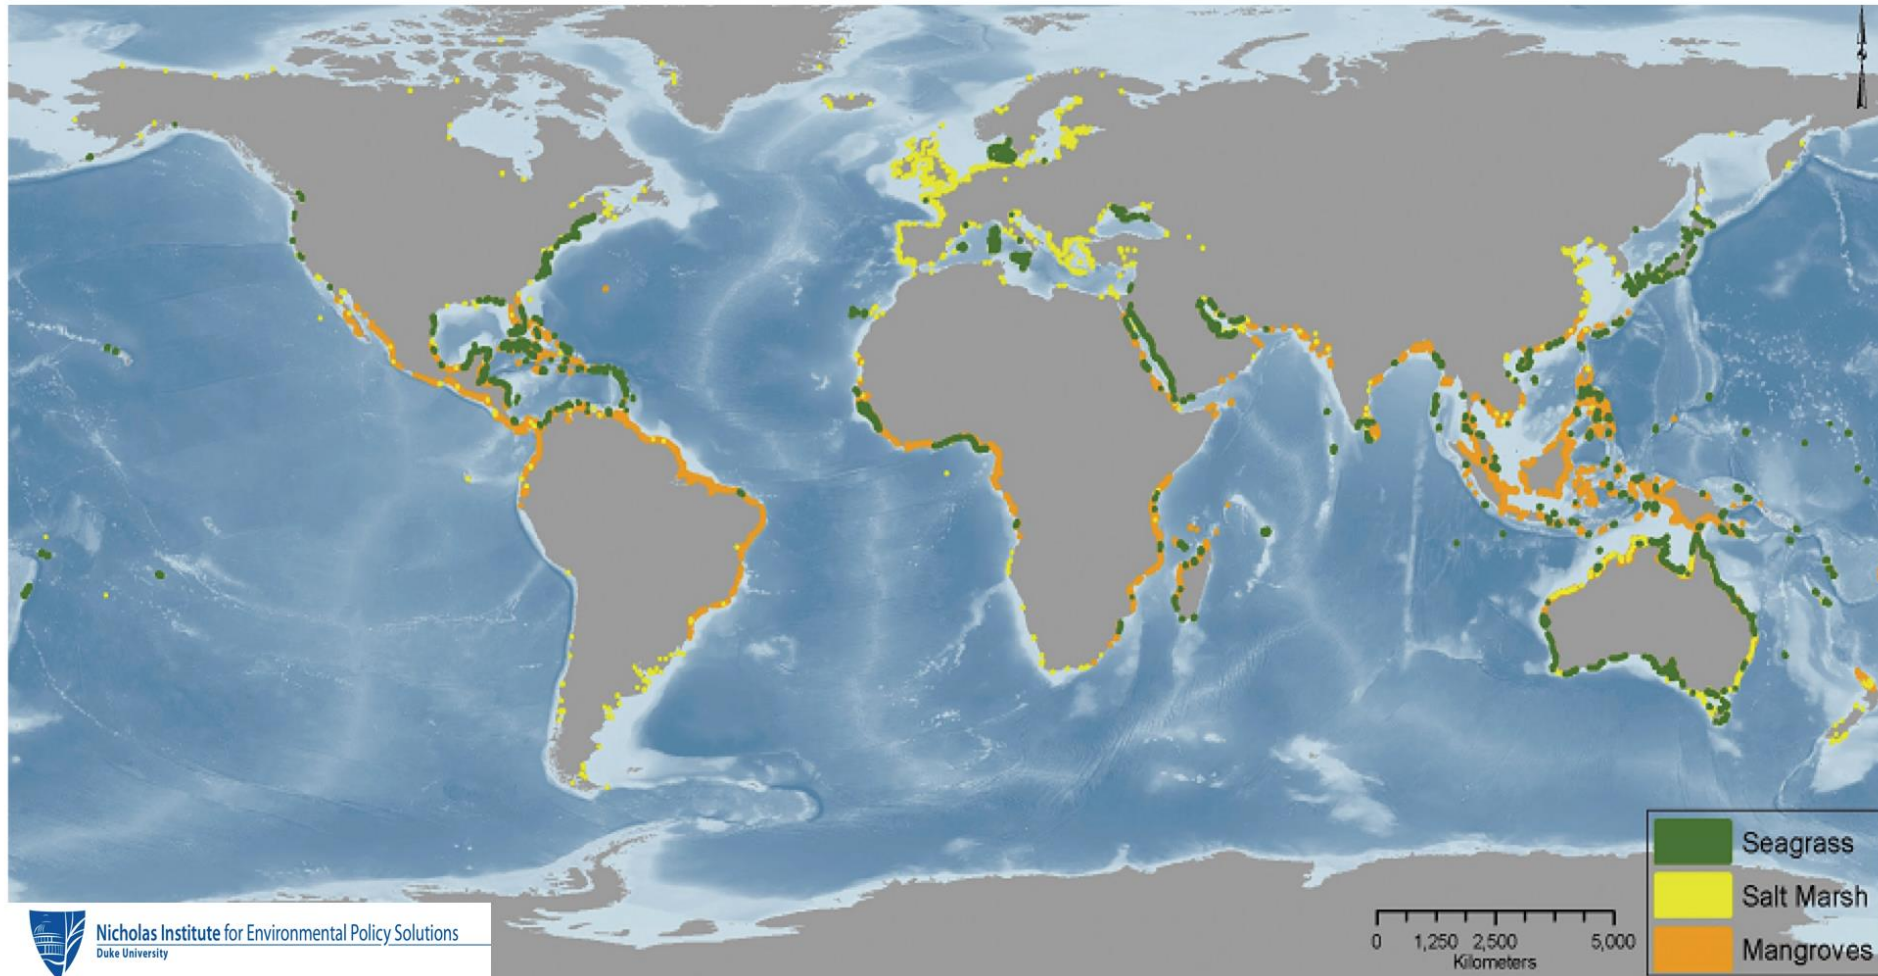 Seagrass
Salt Marsh
Mangroves
0 1,250 2,500 5,000
Kilometers
Nicholas Institute for Environmental Policy Solutions
Duke University